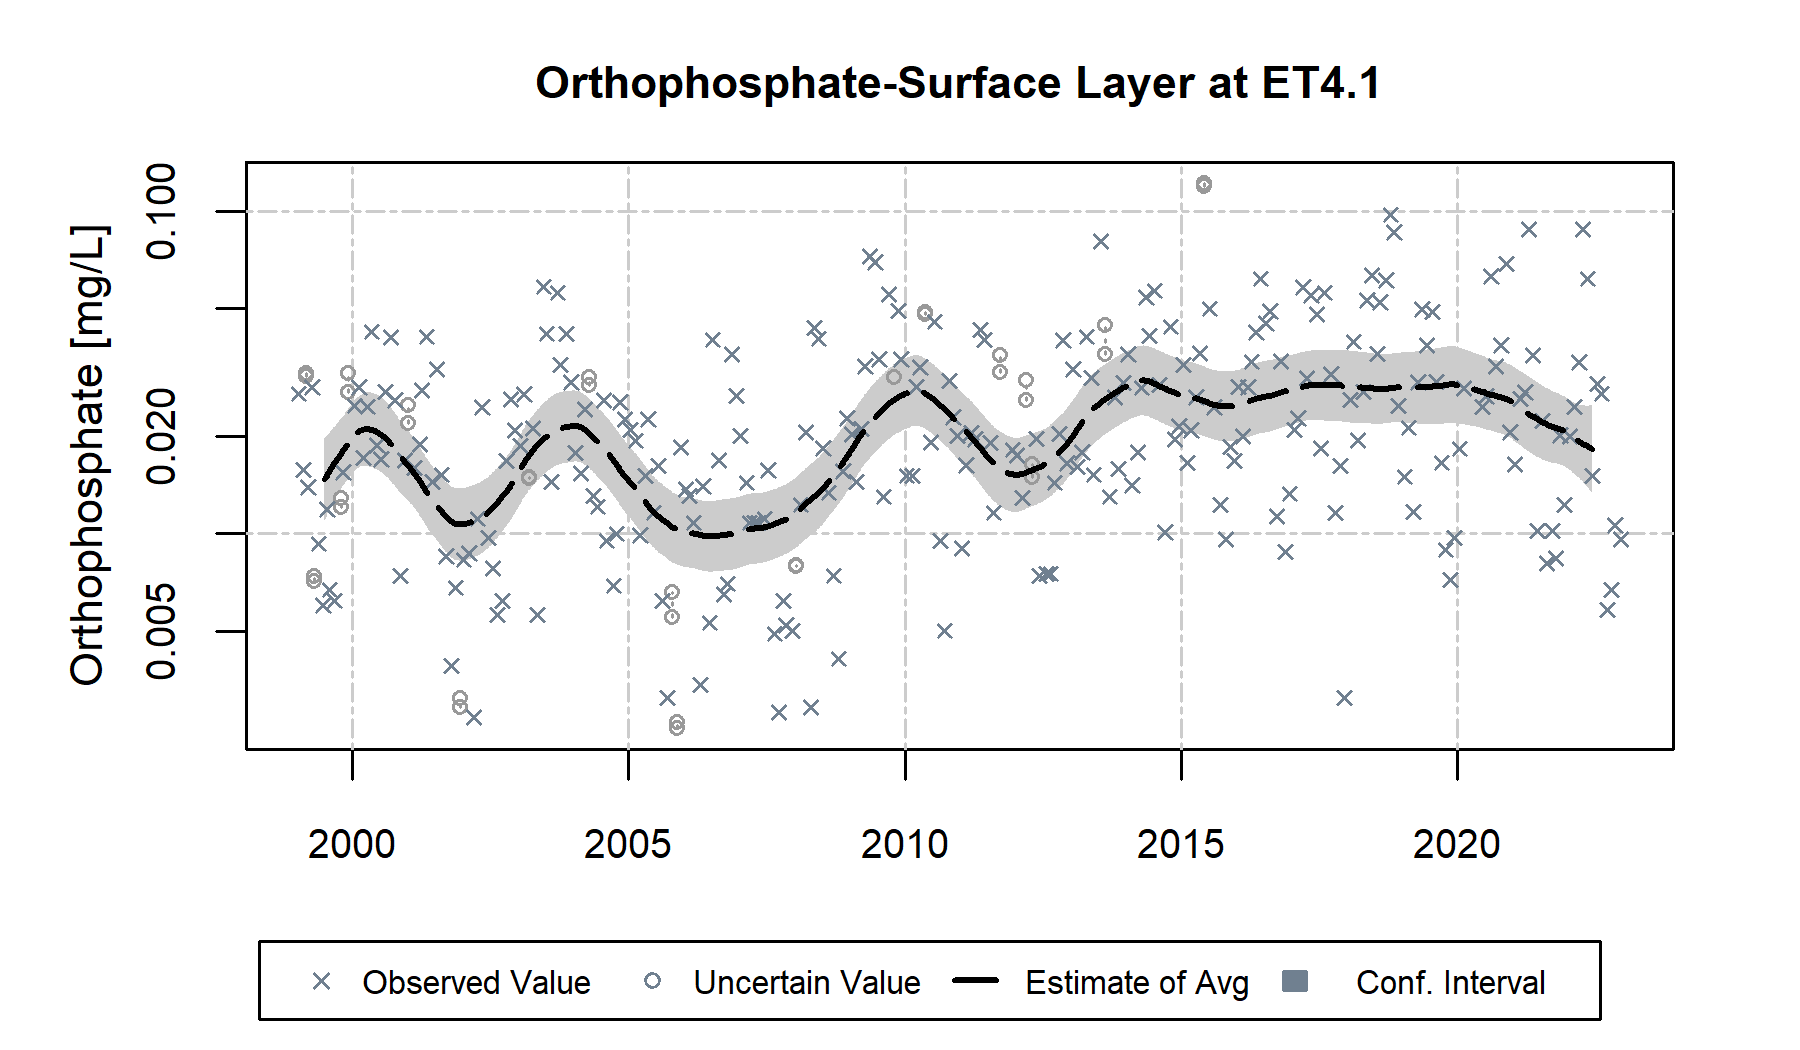 Orthophosphate-Surface Layer at ET4.1
Orthophosphate [mg/L]
0.100
0.020
0.005
2000 2005 2010 2015 2020
Observed Value Uncertain Value Estimate of Avg Conf. Interval